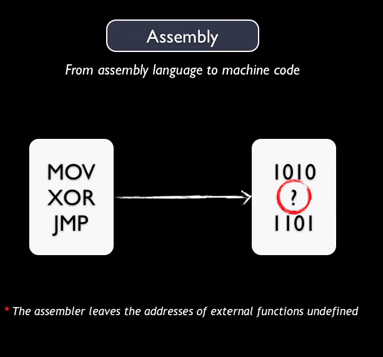 Assembly
From assembly language to machine code
MOV
XOR
JMP
1010
?
1101
* The assembler leaves the addresses of external functions undefined